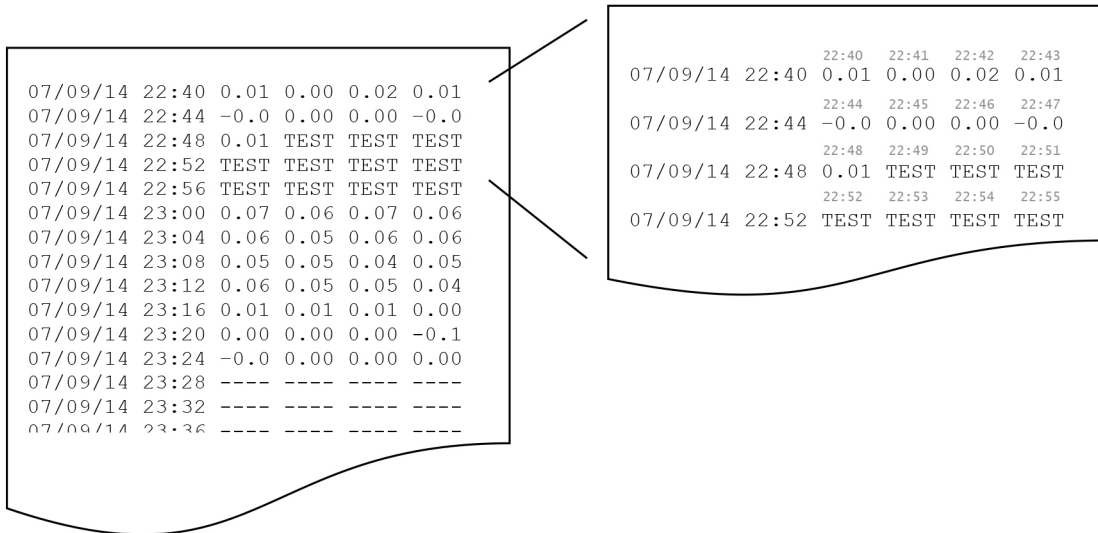 07/09/14 22:40 0.01 0.00 0.02 0.01
07/09/14 22:44 -0.0 0.00 0.00 -0.0
07/09/14 22:48 0.01 TEST TEST TEST
07/09/14 22:52 TEST TEST TEST TEST
07/09/14 22:56 TEST TEST TEST TEST
07/09/14 23:00 0.07 0.06 0.07 0.06
07/09/14 23:04 0.06 0.05 0.06 0.06
07/09/14 23:08 0.05 0.05 0.04 0.05
07/09/14 23:12 0.06 0.05 0.05 0.04
07/09/14 23:16 0.01 0.01 0.01 0.00
07/09/14 23:20 0.00 0.00 0.00 -0.1
07/09/14 23:24 -0.0 0.00 0.00 0.00
07/09/14 23:28 ---- ---- ---- ----
07/09/14 23:32 ---- ---- ---- ----
07/09/14 23:36 ---- ---- ---- ----
22:40 22:41 22:42 22:43
07/09/14 22:40 0.01 0.00 0.02 0.01
22:44 22:45 22:46 22:47
07/09/14 22:44 -0.0 0.00 0.00 -0.0
22:48 22:49 22:50 22:51
07/09/14 22:48 0.01 TEST TEST TEST
22:52 22:53 22:54 22:55
07/09/14 22:52 TEST TEST TEST TEST